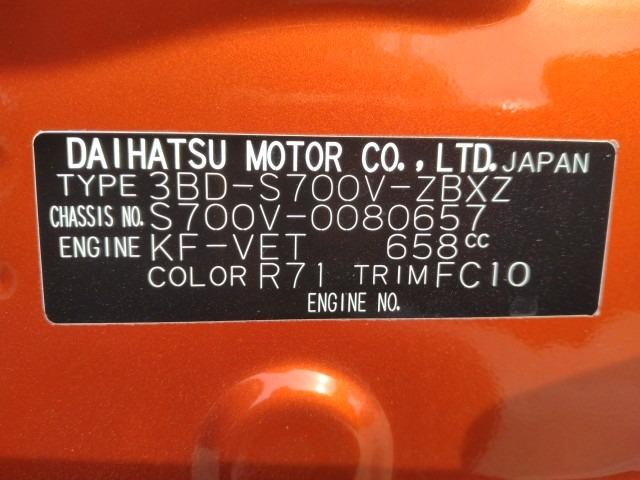 DAIHATSU MOTOR CO., LTD. JAPAN
TYPE 3BD-S700V-ZBXZ
CHASSIS NO. S700V-0080657
ENGINE KF-VET 658cc
COLOR R71 TRIM FC10
ENGINE NO.